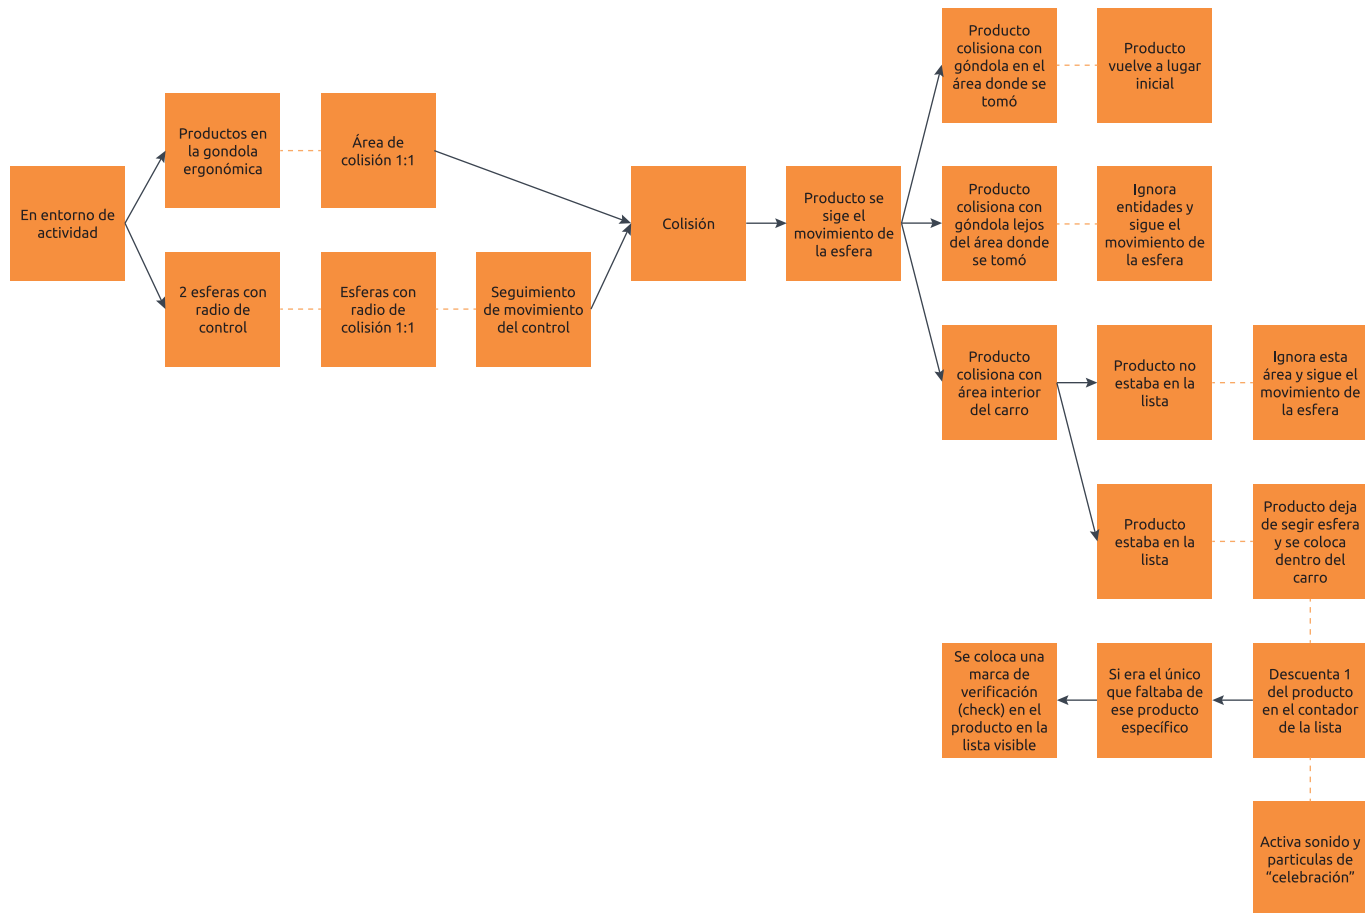 En entorno de
actividad
Productos en
la gondola
ergonómica
Área de
colisión 1:1
2 esferas con
radio de
control
Esferas con
radio de
colisión 1:1
Seguimiento
de movimiento
del control
Colisión
Producto se
sige el
movimiento de
la esfera
Producto
colisiona con
góndola en el
área donde se
tomó
Producto
vuelve a lugar
inicial
Producto
colisiona con
góndola lejos
del área donde
se tomó
Ignora
entidades y
sigue el
movimiento de
la esfera
Producto
colisiona con
área interior
del carro
Producto no
estaba en la
lista
Ignora esta
área y sigue el
movimiento de
la esfera
Producto
estaba en la
lista
Producto deja
de segir esfera
y se coloca
dentro del
carro
Descuenta 1
del producto
en el contador
de la lista
Si era el único
que faltaba de
ese producto
específico
Se coloca una
marca de
verificación
(check) en el
producto en la
lista visible
Activa sonido y
particulas de
“celebración”